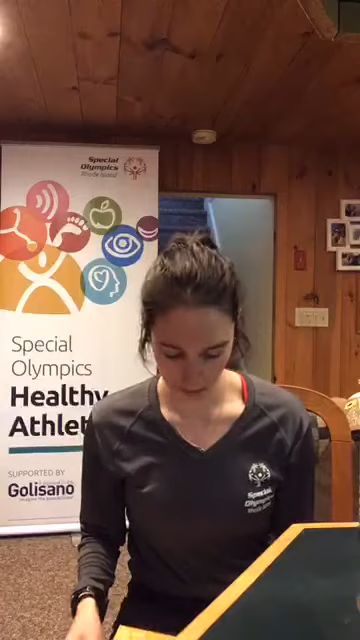 Special
Olympics
Rhode Island
Special
Olympics
Healthy
Athlet
SUPPORTED BY
Golisano
Special
Olympics
Rhode Island